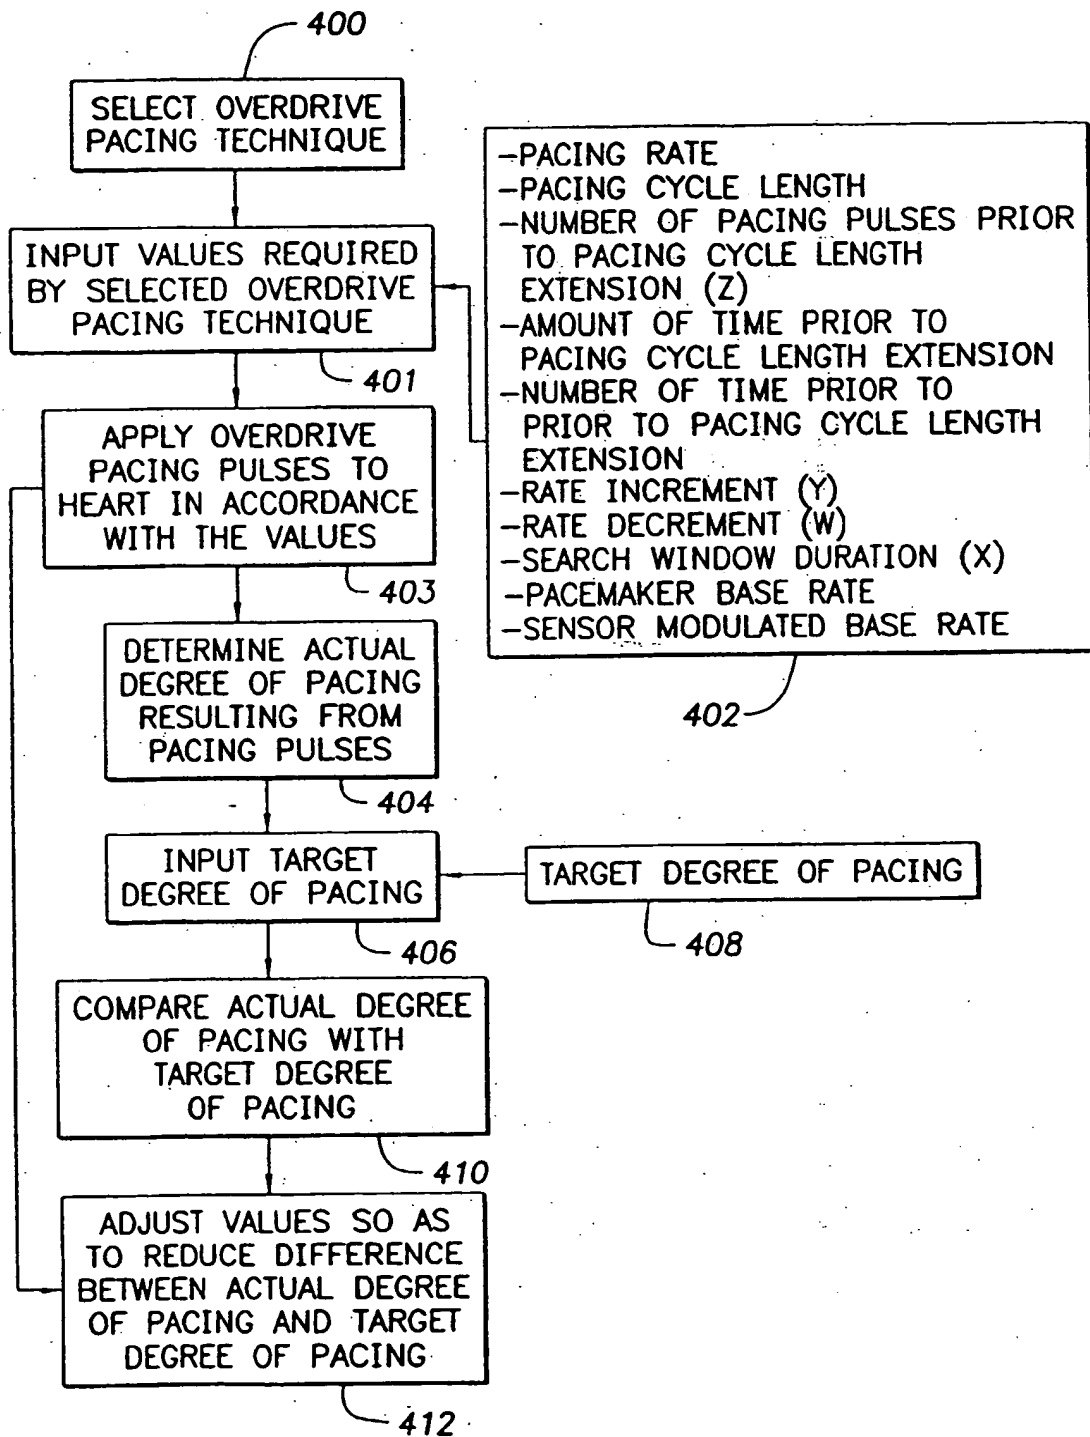 400
SELECT OVERDRIVE
PACING TECHNIQUE
INPUT VALUES REQUIRED
BY SELECTED OVERDRIVE
PACING TECHNIQUE
401
-PACING RATE
-PACING CYCLE LENGTH
-NUMBER OF PACING PULSES PRIOR
TO PACING CYCLE LENGTH
EXTENSION (Z)
-AMOUNT OF TIME PRIOR TO
PACING CYCLE LENGTH EXTENSION
-NUMBER OF TIME PRIOR TO
PRIOR TO PACING CYCLE LENGTH
EXTENSION
-RATE INCREMENT (Y)
-RATE DECREMENT (W)
-SEARCH WINDOW DURATION (X)
-PACEMAKER BASE RATE
-SENSOR MODULATED BASE RATE
402
APPLY OVERDRIVE
PACING PULSES TO
HEART IN ACCORDANCE
WITH THE VALUES
403
DETERMINE ACTUAL
DEGREE OF PACING
RESULTING FROM
PACING PULSES
404
INPUT TARGET
DEGREE OF PACING
406
TARGET DEGREE OF PACING
408
COMPARE ACTUAL DEGREE
OF PACING WITH
TARGET DEGREE
OF PACING
410
ADJUST VALUES SO AS
TO REDUCE DIFFERENCE
BETWEEN ACTUAL DEGREE
OF PACING AND TARGET
DEGREE OF PACING
412